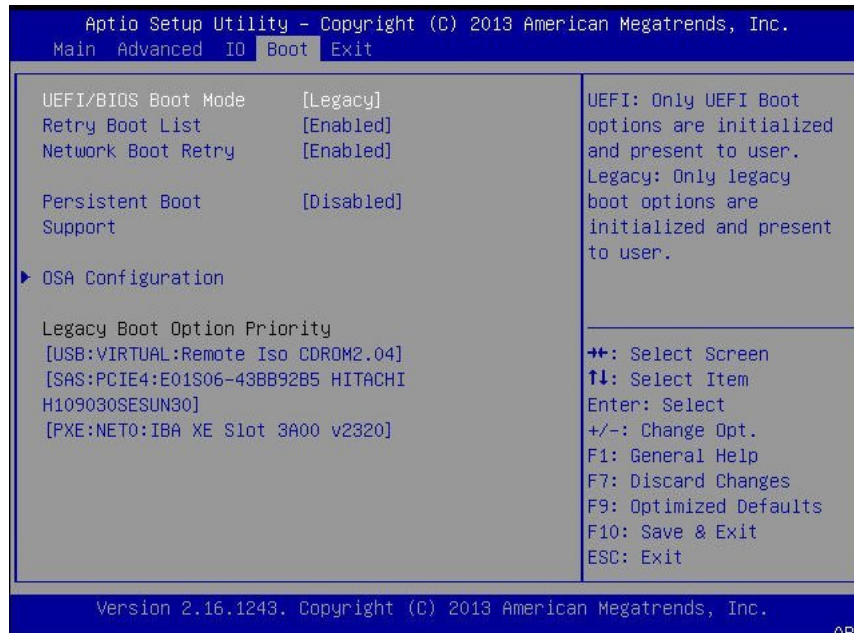 Aptio Setup Utility – Copyright (C) 2013 American Megatrends, Inc.
Main Advanced IO Boot Exit
UEFI/BIOS Boot Mode [Legacy]
Retry Boot List [Enabled]
Network Boot Retry [Enabled]
Persistent Boot [Disabled]
Support
OSA Configuration
Legacy Boot Option Priority
[USB:VIRTUAL:Remote Iso CDROM2.04]
[SAS:PCIE4:E01S06-43BB92B5 HITACHI
H109030SESUN30]
[PXE:NET0:IBA XE Slot 3A00 v2320]
UEFI: Only UEFI Boot
options are initialized
and present to user.
Legacy: Only legacy
boot options are
initialized and present
to user.
→←: Select Screen
↑↓: Select Item
Enter: Select
+/-: Change Opt.
F1: General Help
F7: Discard Changes
F9: Optimized Defaults
F10: Save & Exit
ESC: Exit
Version 2.16.1243. Copyright (C) 2013 American Megatrends, Inc.